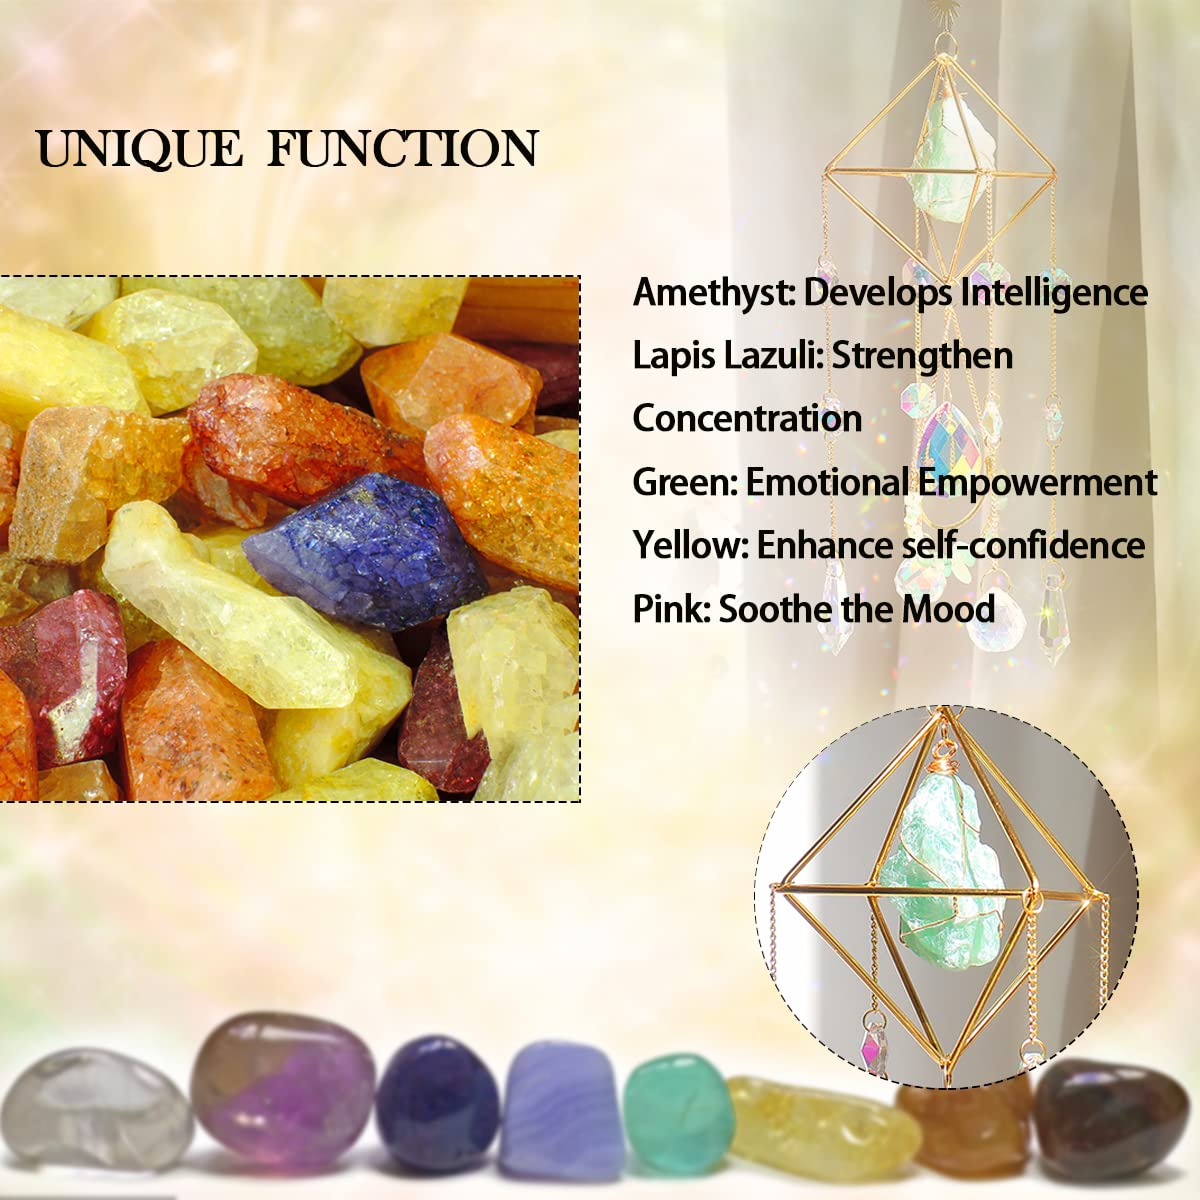 UNIQUE FUNCTION
Amethyst: Develops Intelligence
Lapis Lazuli: Strengthen
Concentration
Green: Emotional Empowerment
Yellow: Enhance self-confidence
Pink: Soothe the Mood